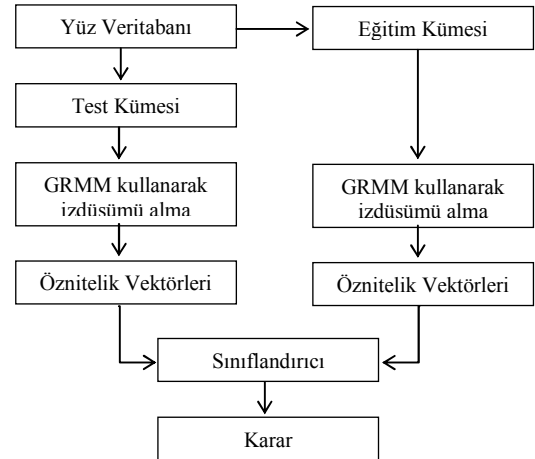 Yüz Veritabanı
Eğitim Kümesi
Test Kümesi
GRMM kullanarak
izdüsümü alma
GRMM kullanarak
izdüsümü alma
Öznitelik Vektörleri
Öznitelik Vektörleri
Sınıflandırıcı
Karar